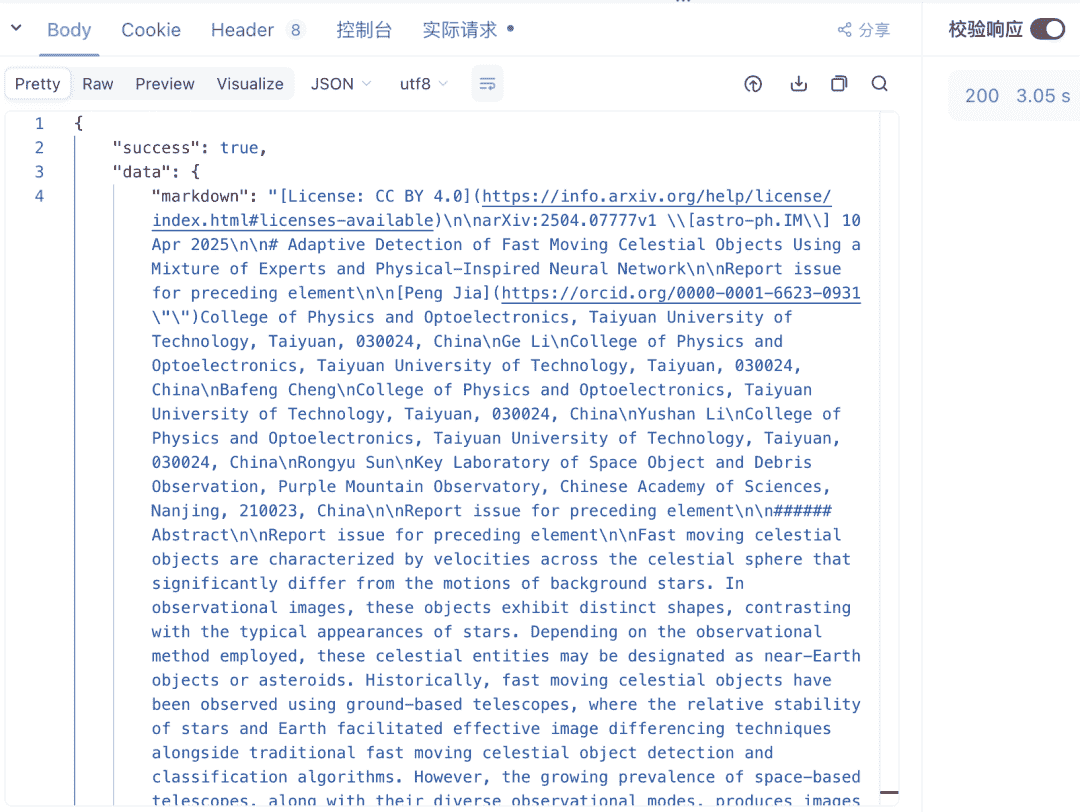 Body Cookie Header 8 控制台 实际请求 分享 校验响应
Pretty Raw Preview Visualize JSON utf8
200 3.05 s
1 {
2 "success": true,
3 "data": {
4 "markdown": "[License: CC BY 4.0](https://info.arxiv.org/help/license/
index.html#licenses-available)\n\narXiv:2504.07777v1 \\[astro-ph.IM\\] 10
Apr 2025\n\n# Adaptive Detection of Fast Moving Celestial Objects Using a
Mixture of Experts and Physical-Inspired Neural Network\n\nReport issue
for preceding element\n\n[Peng Jia](https://orcid.org/0000-0001-6623-0931
\"\")College of Physics and Optoelectronics, Taiyuan University of
Technology, Taiyuan, 030024, China\nGe Li\nCollege of Physics and
Optoelectronics, Taiyuan University of Technology, Taiyuan, 030024,
China\nBafeng Cheng\nCollege of Physics and Optoelectronics, Taiyuan
University of Technology, Taiyuan, 030024, China\nYushan Li\nCollege of
Physics and Optoelectronics, Taiyuan University of Technology, Taiyuan,
030024, China\nRongyu Sun\nKey Laboratory of Space Object and Debris
Observation, Purple Mountain Observatory, Chinese Academy of Sciences,
Nanjing, 210023, China\n\nReport issue for preceding element\n\n######
Abstract\n\nReport issue for preceding element\n\nFast moving celestial
objects are characterized by velocities across the celestial sphere that
significantly differ from the motions of background stars. In
observational images, these objects exhibit distinct shapes, contrasting
with the typical appearances of stars. Depending on the observational
method employed, these celestial entities may be designated as near-Earth
objects or asteroids. Historically, fast moving celestial objects have
been observed using ground-based telescopes, where the relative stability
of stars and Earth facilitated effective image differencing techniques
alongside traditional fast moving celestial object detection and
classification algorithms. However, the growing prevalence of space-based
telescopes, along with their diverse observational modes, produces images